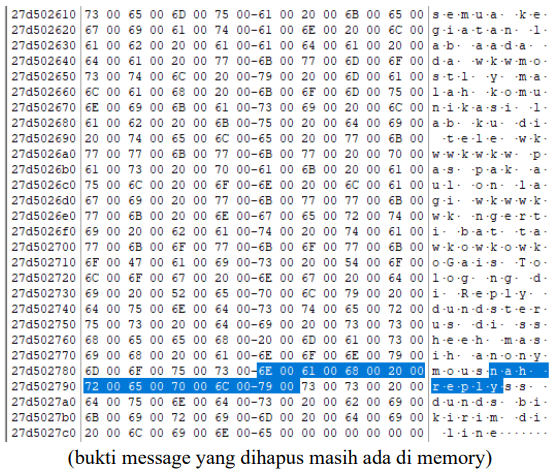 27d502610 73 00 65 00 6D 00 75 00-61 00 20 00 6B 00 65 00 s·e·m·u·a· ·k·e·
27d502620 67 00 69 00 61 00 74 00-61 00 6E 00 20 00 6C 00 g·i·a·t·a·n· ·l·
27d502630 61 00 62 00 20 00 61 00-61 00 64 00 61 00 20 00 a·b· ·a·a·d·a· ·
27d502640 64 00 61 00 20 00 77 00-6B 00 77 00 6D 00 6F 00 d·a· ·w·k·w·m·o·
27d502650 73 00 74 00 6C 00 20 00-79 00 20 00 6D 00 61 00 s·t·l· ·y· ·m·a·
27d502660 6C 00 61 00 68 00 20 00-6B 00 6F 00 6D 00 75 00 l·a·h· ·k·o·m·u·
27d502670 6E 00 69 00 6B 00 61 00-73 00 69 00 20 00 6C 00 n·i·k·a·s·i· ·l·
27d502680 61 00 62 00 20 00 6B 00-75 00 20 00 64 00 69 00 a·b· ·k·u· ·d·i·
27d502690 20 00 74 00 65 00 6C 00-65 00 20 00 77 00 6B 00  ·t·e·l·e· ·w·k·
27d5026a0 77 00 77 00 6B 00 77 00-6B 00 77 00 20 00 70 00 w·w·k·w·k·w· ·p·
27d5026b0 61 00 73 00 20 00 70 00-61 00 6B 00 20 00 61 00 a·s· ·p·a·k· ·a·
27d5026c0 75 00 6C 00 20 00 6F 00-6E 00 20 00 6C 00 61 00 u·l· ·o·n· ·l·a·
27d5026d0 67 00 69 00 20 00 77 00-6B 00 77 00 77 00 6B 00 g·i· ·w·k·w·w·k·
27d5026e0 77 00 6B 00 20 00 6E 00-67 00 65 00 72 00 74 00 w·k· ·n·g·e·r·t·
27d5026f0 69 00 20 00 62 00 61 00-74 00 20 00 74 00 61 00 i· ·b·a·t· ·t·a·
27d502700 77 00 6B 00 6F 00 77 00-6B 00 6F 00 77 00 6B 00 w·k·o·w·k·o·w·k·
27d502710 6F 00 47 00 61 00 69 00-73 00 20 00 54 00 6F 00 o·G·a·i·s· ·T·o·
27d502720 6C 00 6F 00 67 00 20 00-6E 00 67 00 20 00 64 00 l·o·g· ·n·g· ·d·
27d502730 69 00 20 00 52 00 65 00-70 00 6C 00 79 00 20 00 i· ·R·e·p·l·y· ·
27d502740 64 00 75 00 6E 00 64 00-73 00 74 00 65 00 72 00 d·u·n·d·s·t·e·r·
27d502750 75 00 73 00 20 00 64 00-69 00 20 00 73 00 73 00 u·s· ·d·i· ·s·s·
27d502760 68 00 65 00 65 00 68 00-20 00 6D 00 61 00 73 00 h·e·e·h· ·m·a·s·
27d502770 69 00 68 00 20 00 61 00-6E 00 6F 00 6E 00 79 00 i·h· ·a·n·o·n·y·
27d502780 6D 00 6F 00 75 00 73 00-6E 00 61 00 68 00 20 00 m·o·u·s·n·a·h· ·
27d502790 72 00 65 00 70 00 6C 00-79 00 73 00 73 00 20 00 r·e·p·l·y·s·s· ·
27d5027a0 64 00 75 00 6E 00 64 00-73 00 20 00 62 00 69 00 d·u·n·d·s· ·b·i·
27d5027b0 6B 00 69 00 72 00 69 00-6D 00 20 00 64 00 69 00 k·i·r·i·m· ·d·i·
27d5027c0 20 00 6C 00 69 00 6E 00-65 00 00 00 00 00 00 00  ·l·i·n·e·······
(bukti message yang dihapus masih ada di memory)